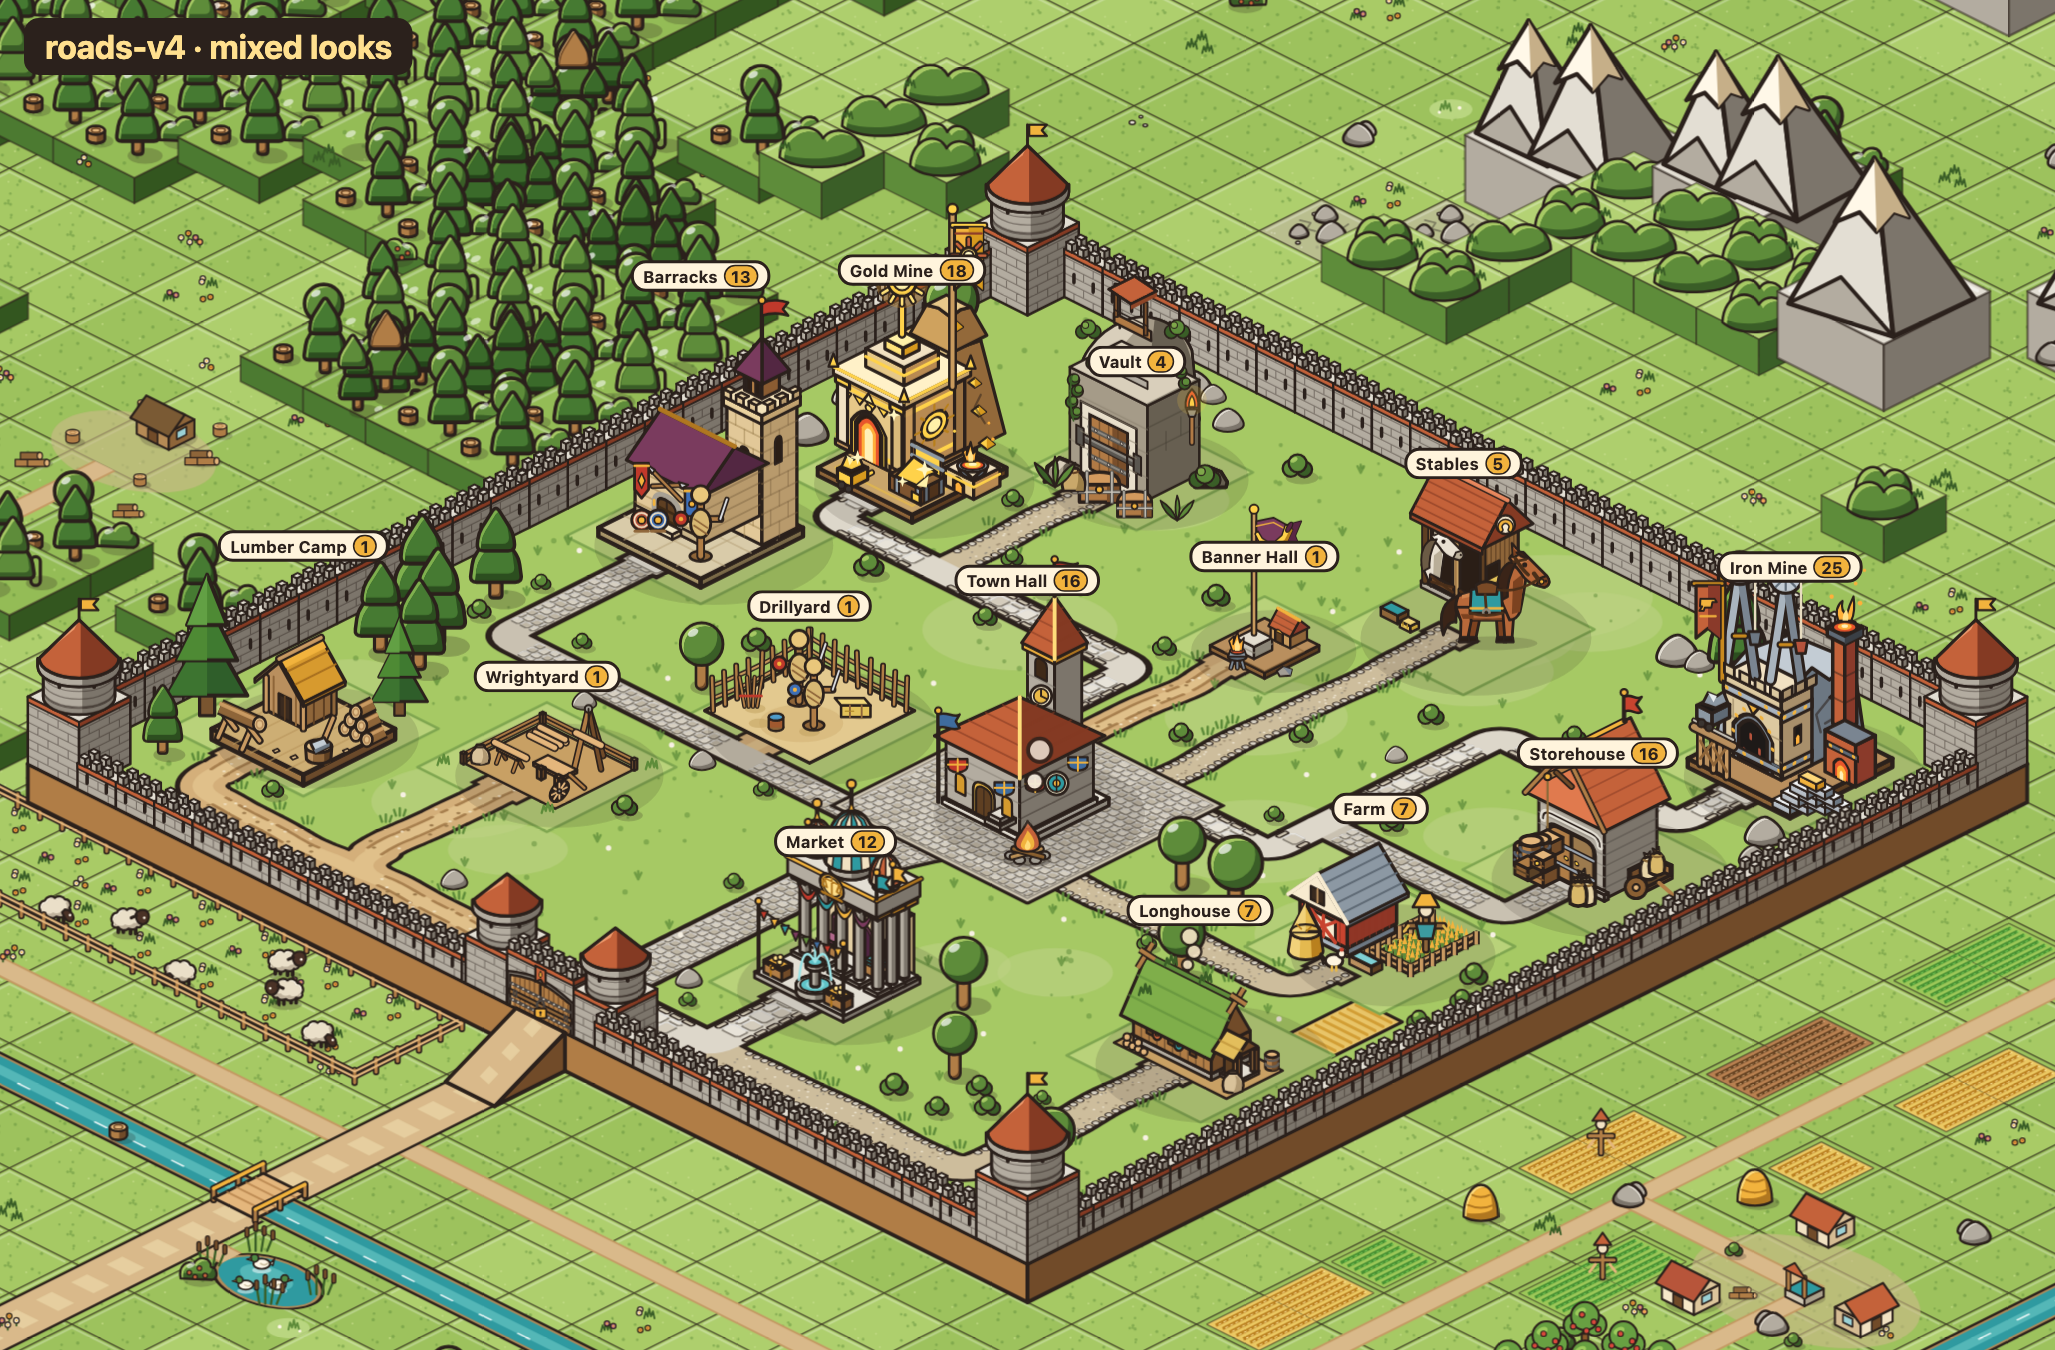 roads-v4 · mixed looks
Barracks 13
Gold Mine 18
Vault 4
Stables 5
Lumber Camp 1
Banner Hall 1
Iron Mine 25
Town Hall 16
Drillyard 1
Wrightyard 1
Storehouse 16
Farm 7
Market 12
Longhouse 7